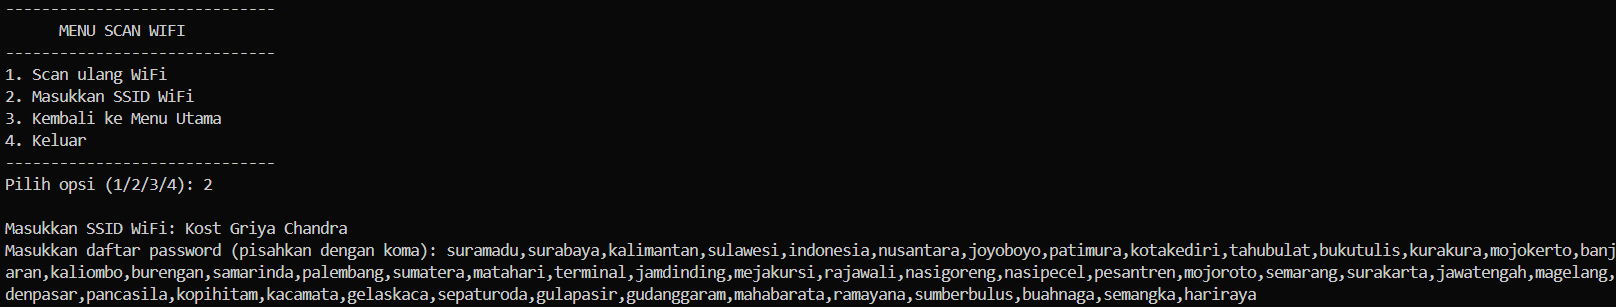 ------------------------------
MENU SCAN WIFI
------------------------------
1. Scan ulang WiFi
2. Masukkan SSID WiFi
3. Kembali ke Menu Utama
4. Keluar
------------------------------
Pilih opsi (1/2/3/4): 2
Masukkan SSID WiFi: Kost Griya Chandra
Masukkan daftar password (pisahkan dengan koma): suramadu,surabaya,kalimantan,sulawesi,indonesia,nusantara,joyoboyo,patimura,kotakediri,tahubulat,bukutulis,kurakura,mojokerto,banj
aran,kaliombo,burengan,samarinda,palembang,sumatera,matahari,terminal,jamdinding,mejakursi,rajawali,nasigoreng,nasipecel,pesantren,mojoroto,semarang,surakarta,jawatengah,magelang,
denpasar,pancasila,kopihitam,kacamata,gelaskaca,sepaturoda,gulapasir,gudanggaram,mahabarata,ramayana,sumberbulus,buahnaga,semangka,hariraya